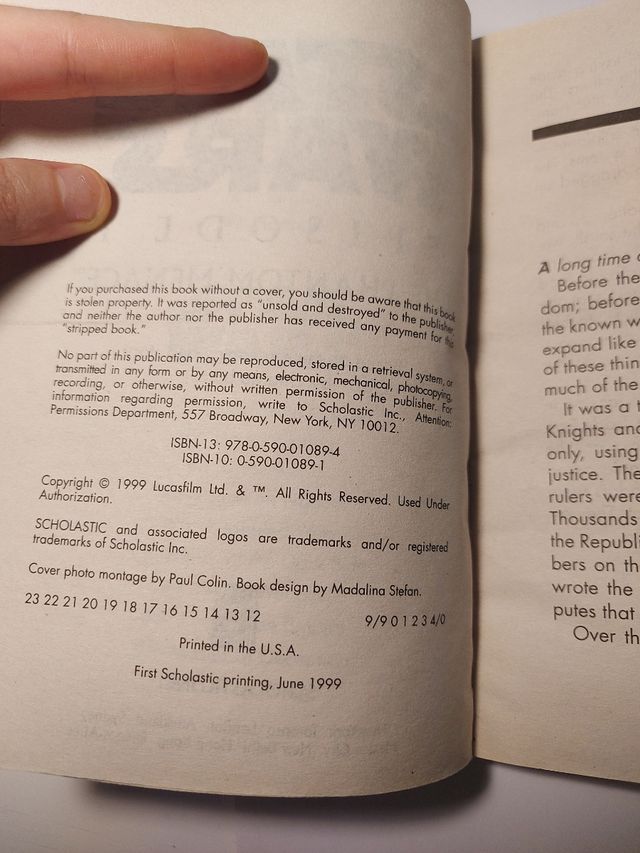 If you purchased this book without a cover, you should be aware that this book
is stolen property. It was reported as “unsold and destroyed” to the publisher,
and neither the author nor the publisher has received any payment for this
“stripped book.”
No part of this publication may be reproduced, stored in a retrieval system, or
transmitted in any form or by any means, electronic, mechanical, photocopying,
recording, or otherwise, without written permission of the publisher. For
information regarding permission, write to Scholastic Inc., Attention:
Permissions Department, 557 Broadway, New York, NY 10012.
ISBN-13: 978-0-590-01089-4
ISBN-10: 0-590-01089-1
Copyright © 1999 Lucasfilm Ltd. & ™. All Rights Reserved. Used Under
Authorization.
SCHOLASTIC and associated logos are trademarks and/or registered
trademarks of Scholastic Inc.
Cover photo montage by Paul Colin. Book design by Madalina Stefan.
23 22 21 20 19 18 17 16 15 14 13 12 9/9 0 1 2 3 4/0
Printed in the U.S.A.
First Scholastic printing, June 1999
A long time
Before the
dom; before
the known
expand like
of these
much of the
It was a
Knights
only, using
justice.
rulers were
Thousands
the
bers on
wrote the
putes that
Over